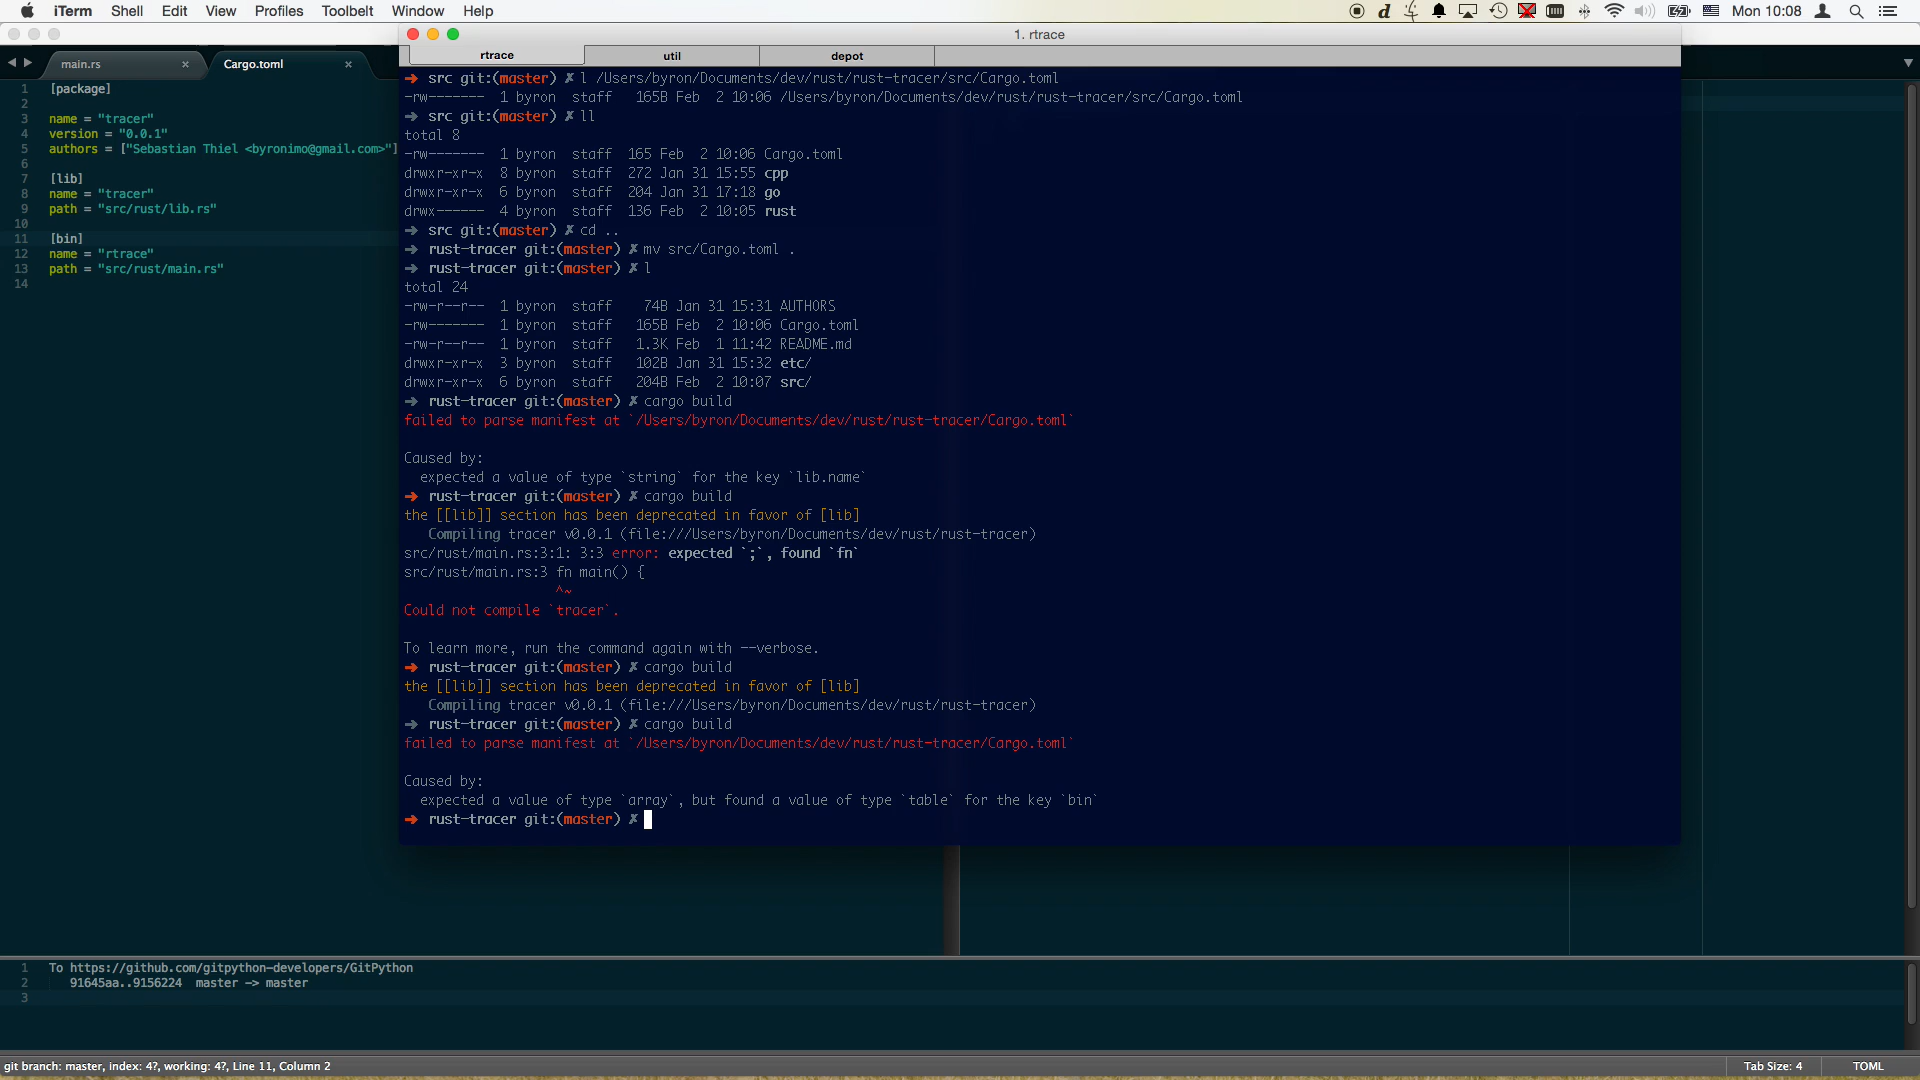 iTerm Shell Edit View Profiles Toolbelt Window Help
Mon 10:08
1. rtrace
rtrace util depot
main.rs Cargo.toml
1 [package]
2
3 name = "tracer"
4 version = "0.0.1"
5 authors = ["Sebastian Thiel <byronimo@gmail.com>"]
6
7 [lib]
8 name = "tracer"
9 path = "src/rust/lib.rs"
10
11 [bin]
12 name = "rtrace"
13 path = "src/rust/main.rs"
14
➜ src git:(master) ✗ l /Users/byron/Documents/dev/rust/rust-tracer/src/Cargo.toml
-rw------- 1 byron staff 165B Feb 2 10:06 /Users/byron/Documents/dev/rust/rust-tracer/src/Cargo.toml
➜ src git:(master) ✗ ll
total 8
-rw------- 1 byron staff 165 Feb 2 10:06 Cargo.toml
drwxr-xr-x 8 byron staff 272 Jan 31 15:55 cpp
drwxr-xr-x 6 byron staff 204 Jan 31 17:18 go
drwx------ 4 byron staff 136 Feb 2 10:05 rust
➜ src git:(master) ✗ cd ..
➜ rust-tracer git:(master) ✗ mv src/Cargo.toml .
➜ rust-tracer git:(master) ✗ l
total 24
-rw-r--r-- 1 byron staff 74B Jan 31 15:31 AUTHORS
-rw------- 1 byron staff 165B Feb 2 10:06 Cargo.toml
-rw-r--r-- 1 byron staff 1.3K Feb 1 11:42 README.md
drwxr-xr-x 3 byron staff 102B Jan 31 15:32 etc/
drwxr-xr-x 6 byron staff 204B Feb 2 10:07 src/
➜ rust-tracer git:(master) ✗ cargo build
failed to parse manifest at `/Users/byron/Documents/dev/rust/rust-tracer/Cargo.toml`
Caused by:
expected a value of type `string` for the key `lib.name`
➜ rust-tracer git:(master) ✗ cargo build
the [[lib]] section has been deprecated in favor of [lib]
Compiling tracer v0.0.1 (file:///Users/byron/Documents/dev/rust/rust-tracer)
src/rust/main.rs:3:1: 3:3 error: expected `;`, found `fn`
src/rust/main.rs:3 fn main() {
^~
Could not compile `tracer`.
To learn more, run the command again with --verbose.
➜ rust-tracer git:(master) ✗ cargo build
the [[lib]] section has been deprecated in favor of [lib]
Compiling tracer v0.0.1 (file:///Users/byron/Documents/dev/rust/rust-tracer)
➜ rust-tracer git:(master) ✗ cargo build
failed to parse manifest at `/Users/byron/Documents/dev/rust/rust-tracer/Cargo.toml`
Caused by:
expected a value of type `array`, but found a value of type `table` for the key `bin`
➜ rust-tracer git:(master) ✗
1 To https://github.com/gitpython-developers/GitPython
2 91645aa..9156224 master -> master
3
git branch: master, index: 4?, working: 4?, Line 11, Column 2
Tab Size: 4 TOML